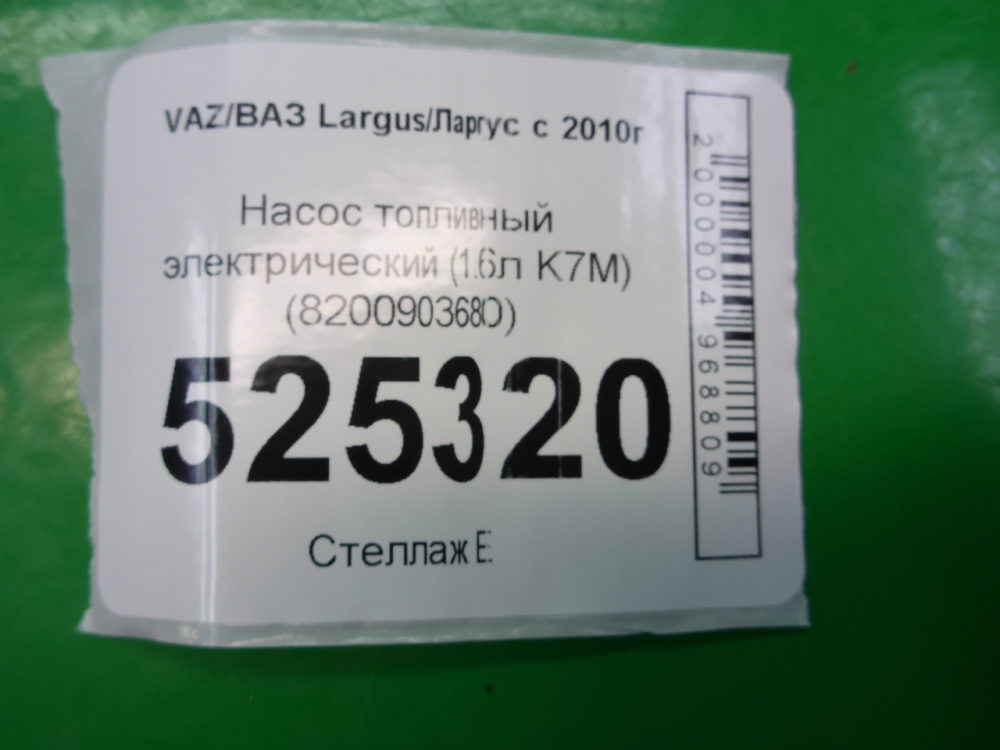 VAZ/ВАЗ Largus/Ларгус с 2010г
Насос топливный
электрический (1.6л K7M)
(8200903680)
525320
Стеллаж E
2000004968809